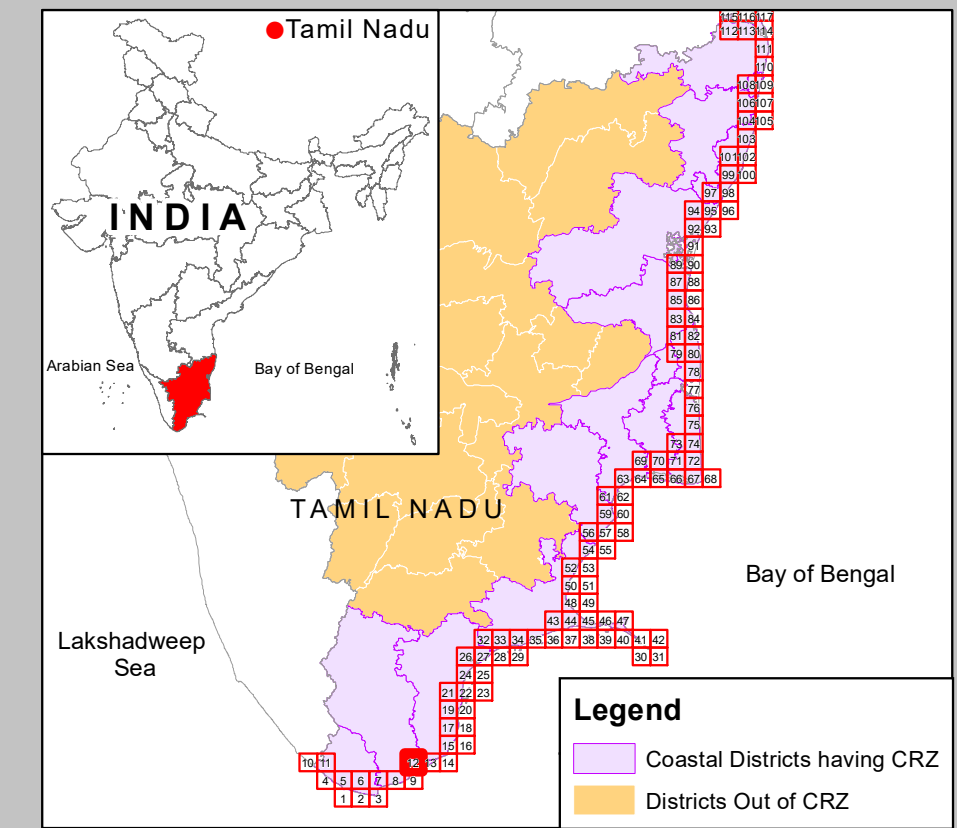 Tamil Nadu
INDIA
Arabian Sea
Bay of Bengal
115 116 117
112 113 114
111
110
108 109
106 107
104 105
103
101 102
99 100
97 98
94 95 96
92 93
91
89 90
87 88
85 86
83 84
81 82
79 80
78
77
76
75
73 74
69 70 71 72
63 64 65 66 67 68
61 62
TAMIL NADU
59 60
56 57 58
54 55
52 53
Bay of Bengal
50 51
48 49
43 44 45 46 47
Lakshadweep
Sea
32 33 34 35 36 37 38 39 40 41 42
26 27 28 29 30 31
24 25
21 22 23
19 20
17 18
15 16
10 11 12 13 14
4 5 6 7 8 9
1 2 3
Legend
Coastal Districts having CRZ
Districts Out of CRZ